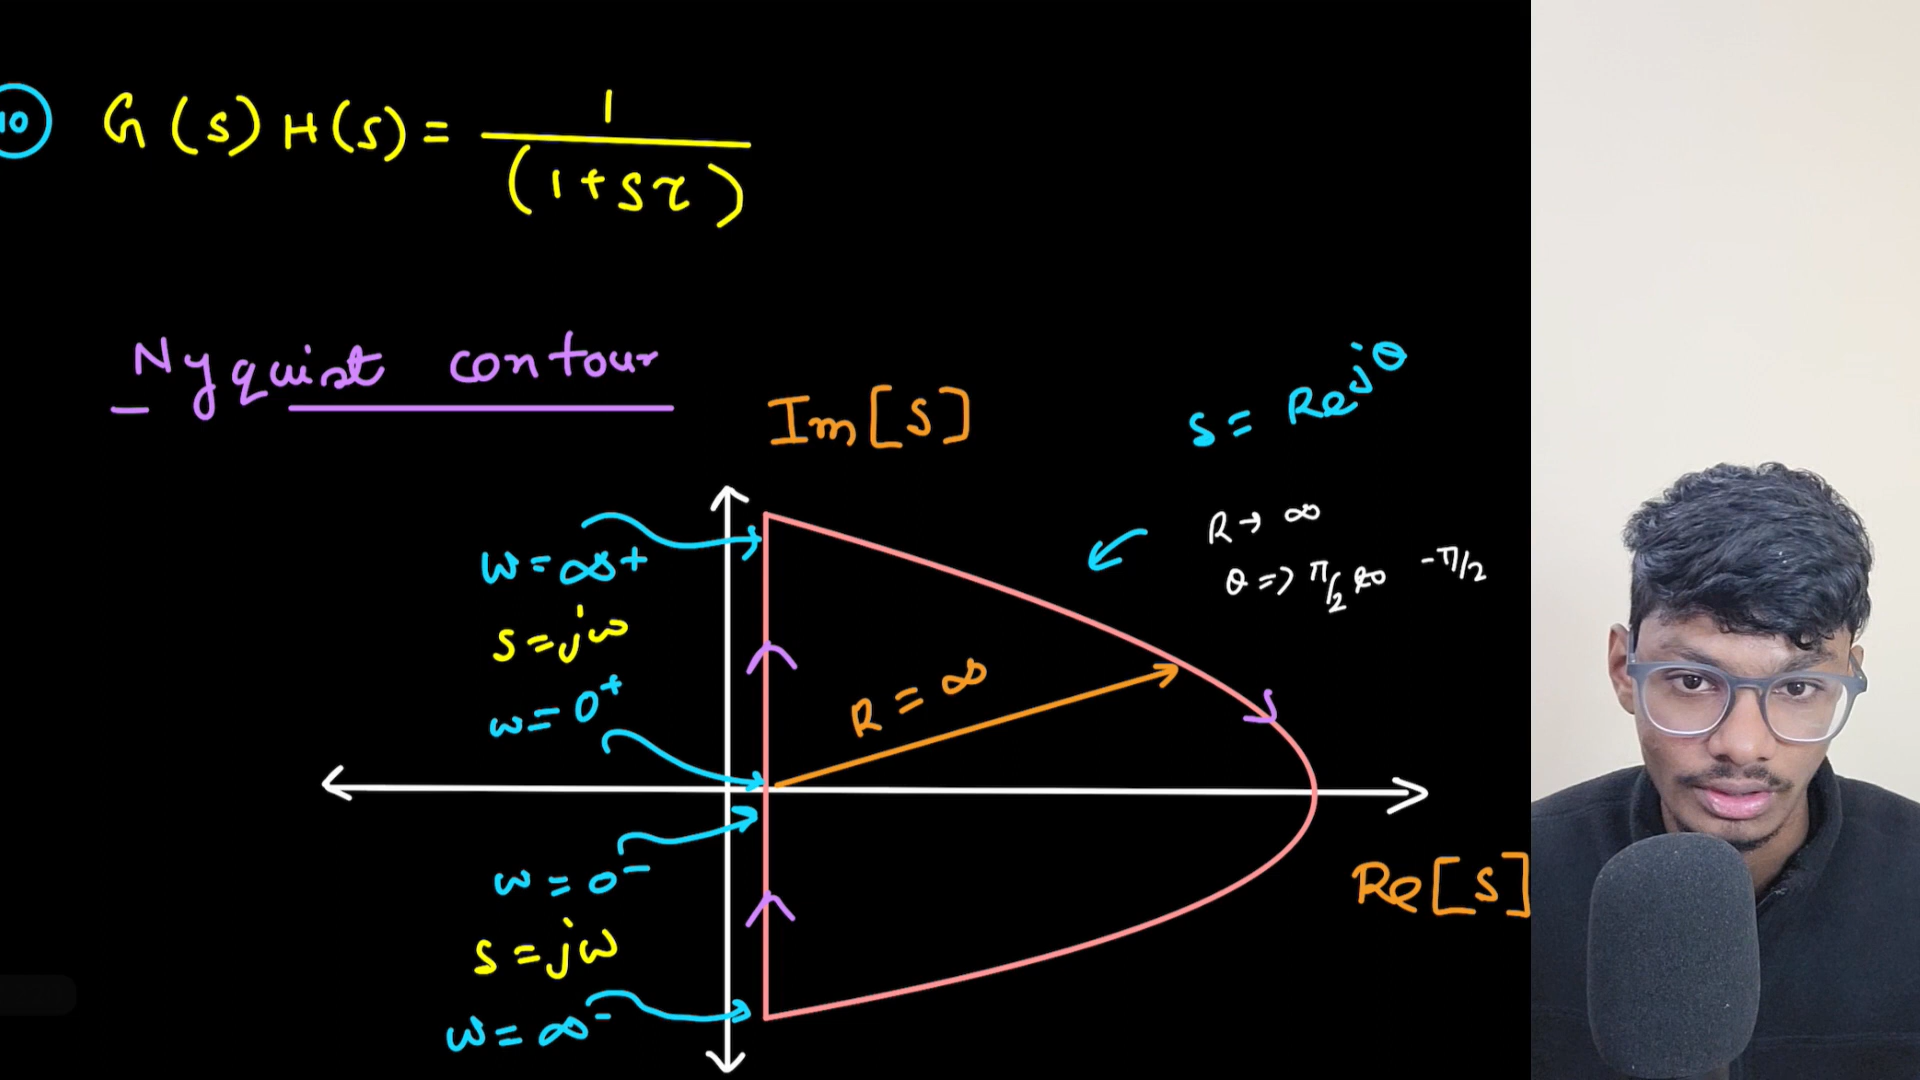 10 G(s)H(s) = 1 / (1+sτ)
Nyquist contour
Im[s]
s = Re^jθ
R → ∞
θ => π/2 to -π/2
ω = ∞+
s = jω
ω = 0⁺
R = ∞
ω = 0⁻
Re[s]
s = jω
ω = ∞⁻